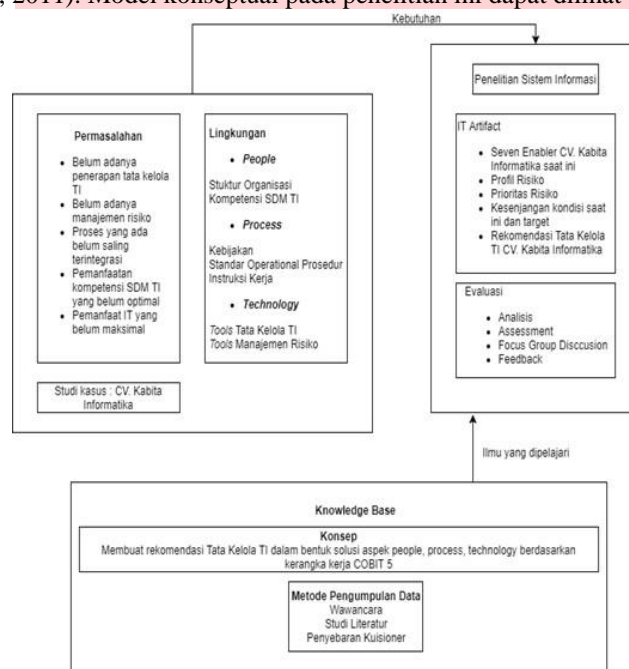 , 2011). Model konseptual pada penelitian ini dapat dilihat
Kebutuhan
Permasalahan
• Belum adanya
penerapan tata kelola
TI
• Belum adanya
manajemen risiko
• Proses yang ada
belum saling
terintegrasi
• Pemanfaatan
kompetensi SDM TI
yang belum optimal
• Pemanfaat IT yang
belum maksimal
Studi kasus : CV. Kabita
Informatika
Lingkungan
• People
Stuktur Organisasi
Kompetensi SDM TI
• Process
Kebijakan
Standar Operational Prosedur
Instruksi Kerja
• Technology
Tools Tata Kelola TI
Tools Manajemen Risiko
Penelitian Sistem Informasi
IT Artifact
• Seven Enabler CV. Kabita
Informatika saat ini
• Profil Risiko
• Prioritas Risiko
• Kesenjangan kondisi saat
ini dan target
• Rekomendasi Tata Kelola
TI CV. Kabita Informatika
Evaluasi
• Analisis
• Assessment
• Focus Group Disccusion
• Feedback
Ilmu yang dipelajari
Knowledge Base
Konsep
Membuat rekomendasi Tata Kelola TI dalam bentuk solusi aspek people, process, technology berdasarkan
kerangka kerja COBIT 5
Metode Pengumpulan Data
Wawancara
Studi Literatur
Penyebaran Kuisioner